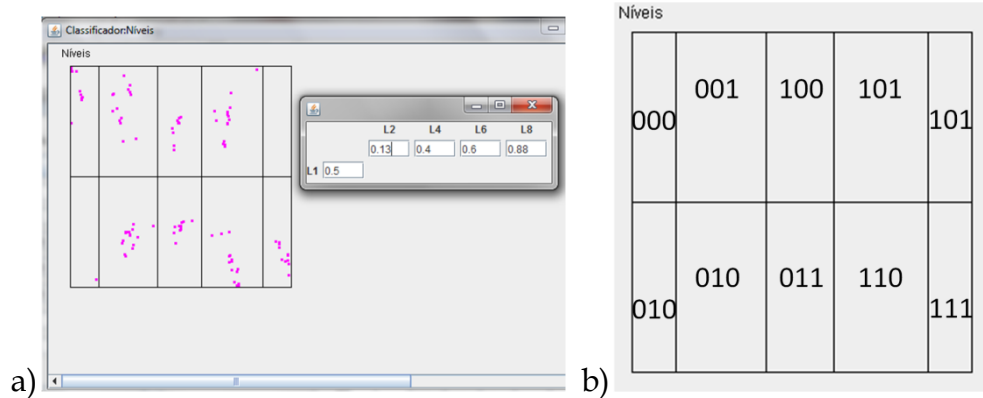 Classificador:Níveis
Níveis
L2 L4 L6 L8
0.13 0.4 0.6 0.88
L1 0.5
a)
Níveis
001 100 101
000 101
010 011 110
010 111
b)